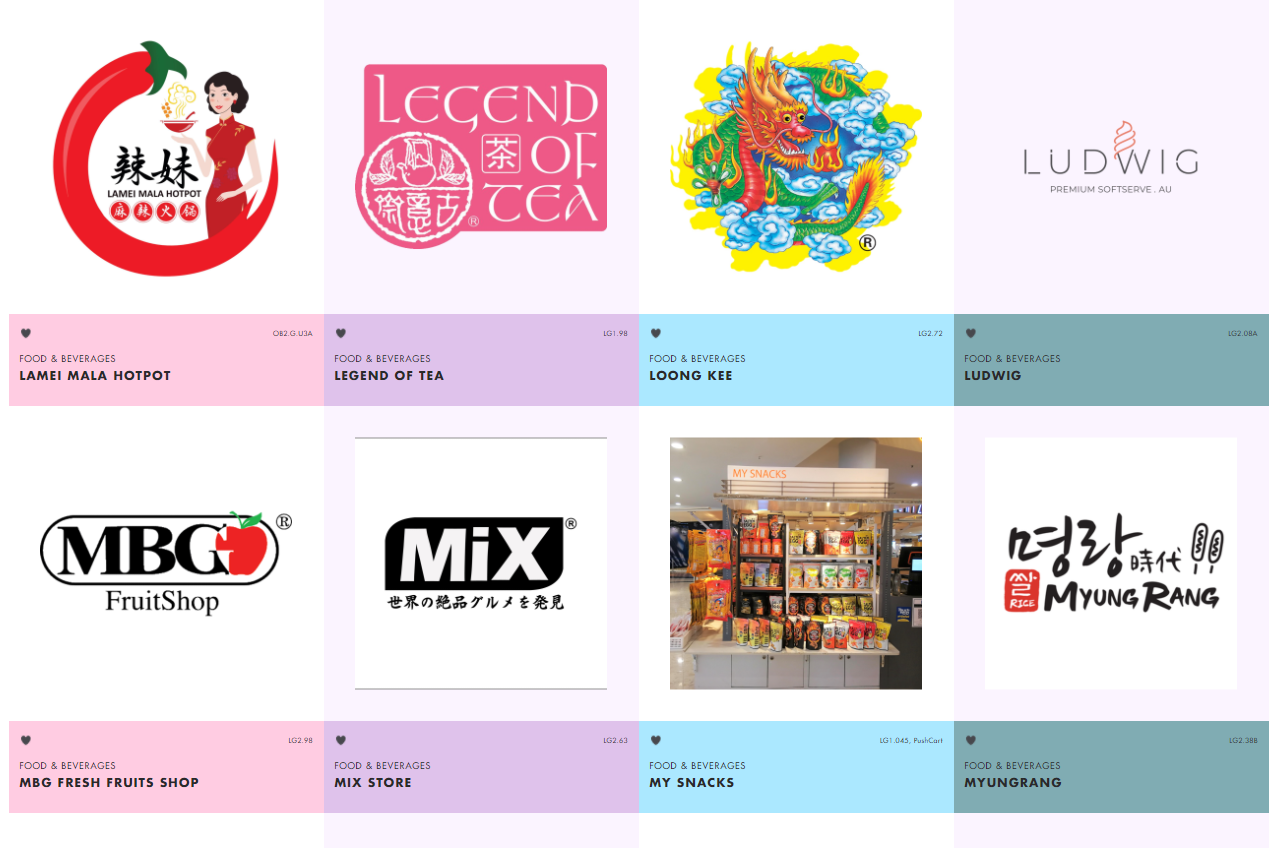 辣妹
LAMEI MALA HOTPOT
麻辣火锅
LEGEND
茶 OF
TEA
®
®
LÜDWIG
PREMIUM SOFTSERVE . AU
OB2.G.U3A
FOOD & BEVERAGES
LAMEI MALA HOTPOT
LG1.98
FOOD & BEVERAGES
LEGEND OF TEA
LG2.72
FOOD & BEVERAGES
LOONG KEE
LG2.08A
FOOD & BEVERAGES
LUDWIG
MBG ®
FruitShop
MiX ®
世界の絶品グルメを発見
MY SNACKS
명랑 時代
쌀
RICE
MYUNGRANG
LG2.98
FOOD & BEVERAGES
MBG FRESH FRUITS SHOP
LG2.63
FOOD & BEVERAGES
MIX STORE
LG1.045, PushCart
FOOD & BEVERAGES
MY SNACKS
LG2.38B
FOOD & BEVERAGES
MYUNGRANG